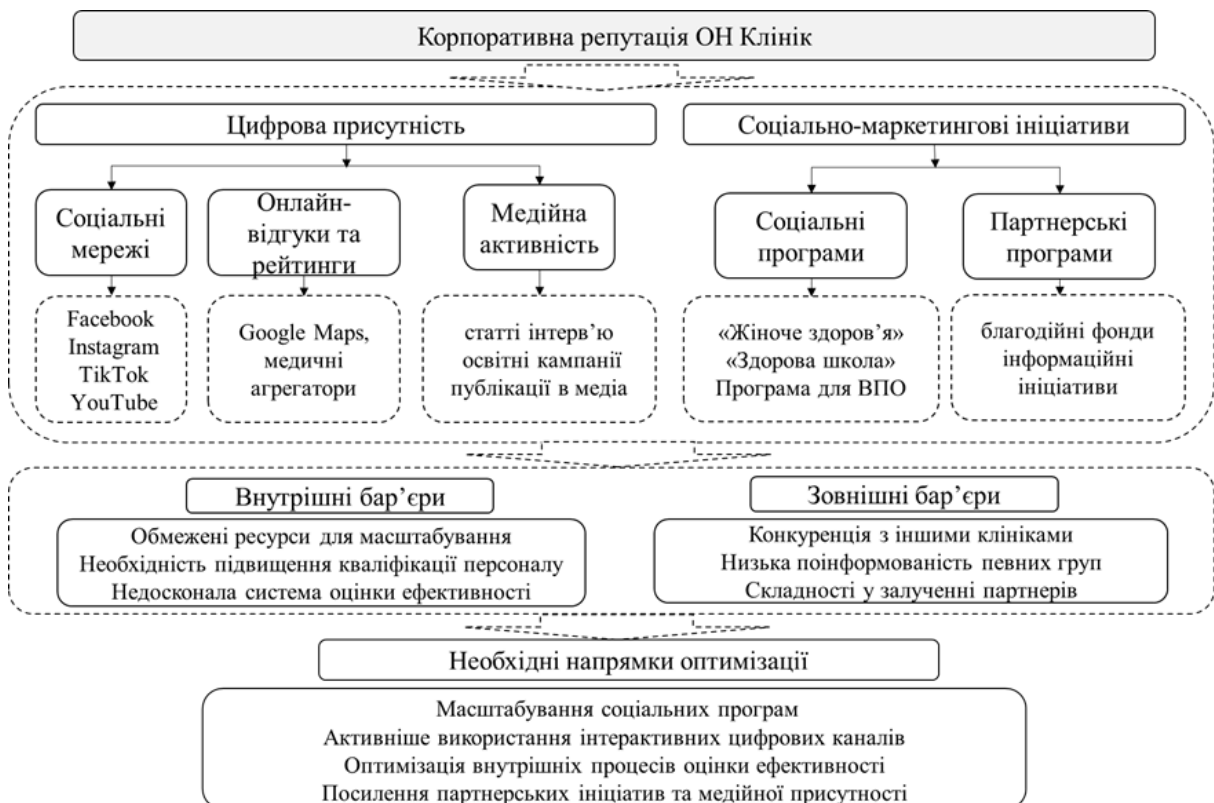 Корпоративна репутація ОН Клінік
Цифрова присутність
Соціально-маркетингові ініціативи
Соціальні
мережі
Онлайн-
відгуки та
рейтинги
Медійна
активність
Соціальні
програми
Партнерські
програми
Facebook
Instagram
TikTok
YouTube
Google Maps,
медичні
агрегатори
статті інтерв’ю
освітні кампанії
публікації в медіа
«Жіноче здоров’я»
«Здорова школа»
Програма для ВПО
благодійні фонди
інформаційні
ініціативи
Внутрішні бар’єри
Обмежені ресурси для масштабування
Необхідність підвищення кваліфікації персоналу
Недосконала система оцінки ефективності
Зовнішні бар’єри
Конкуренція з іншими клініками
Низька поінформованість певних груп
Складності у залученні партнерів
Необхідні напрямки оптимізації
Масштабування соціальних програм
Активніше використання інтерактивних цифрових каналів
Оптимізація внутрішніх процесів оцінки ефективності
Посилення партнерських ініціатив та медійної присутності